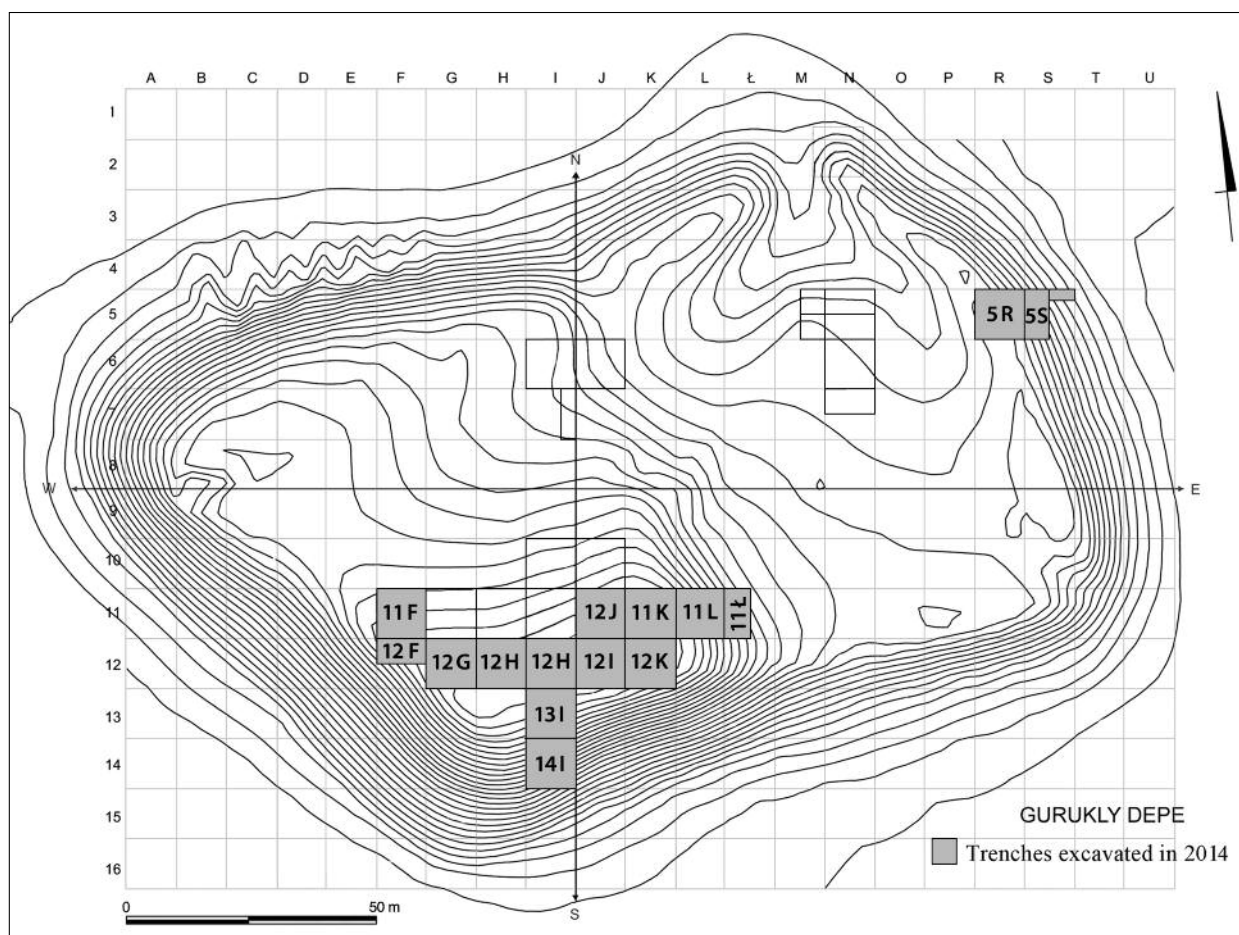 A B C D E F G H I J K L Ł M N O P R S T U
1
2
N
3
4
5
5R 5S
6
7
8
W E
9
10
11
11F 12J 11K 11L 11Ł
12F
12
12G 12H 12H 12I 12K
13
13I
14
14I
15
GURUKLY DEPE
Trenches excavated in 2014
16
0 50 m
S